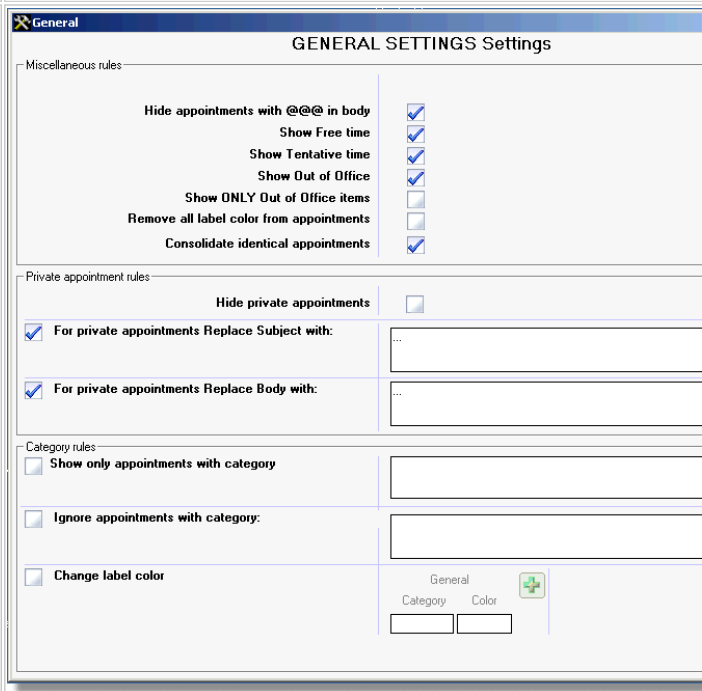 General
GENERAL SETTINGS Settings
Miscellaneous rules
Hide appointments with @@@ in body
Show Free time
Show Tentative time
Show Out of Office
Show ONLY Out of Office items
Remove all label color from appointments
Consolidate identical appointments
Private appointment rules
Hide private appointments
For private appointments Replace Subject with:
...
For private appointments Replace Body with:
...
Category rules
Show only appointments with category
Ignore appointments with category:
Change label color
General
Category Color